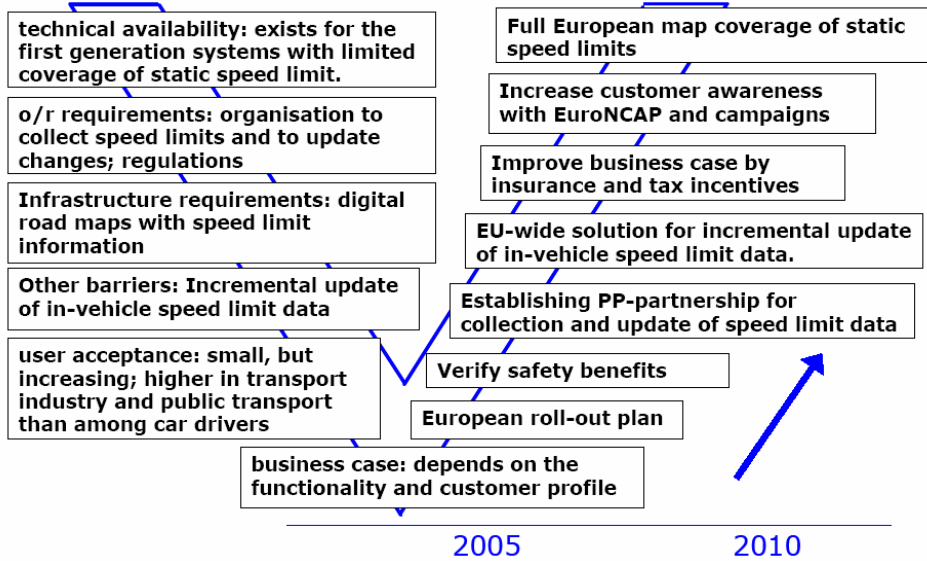 technical availability: exists for the
first generation systems with limited
coverage of static speed limit.
o/r requirements: organisation to
collect speed limits and to update
changes; regulations
Infrastructure requirements: digital
road maps with speed limit
information
Other barriers: Incremental update
of in-vehicle speed limit data
user acceptance: small, but
increasing; higher in transport
industry and public transport
than among car drivers
business case: depends on the
functionality and customer profile
Full European map coverage of static
speed limits
Increase customer awareness
with EuroNCAP and campaigns
Improve business case by
insurance and tax incentives
EU-wide solution for incremental update
of in-vehicle speed limit data.
Establishing PP-partnership for
collection and update of speed limit data
Verify safety benefits
European roll-out plan
2005
2010